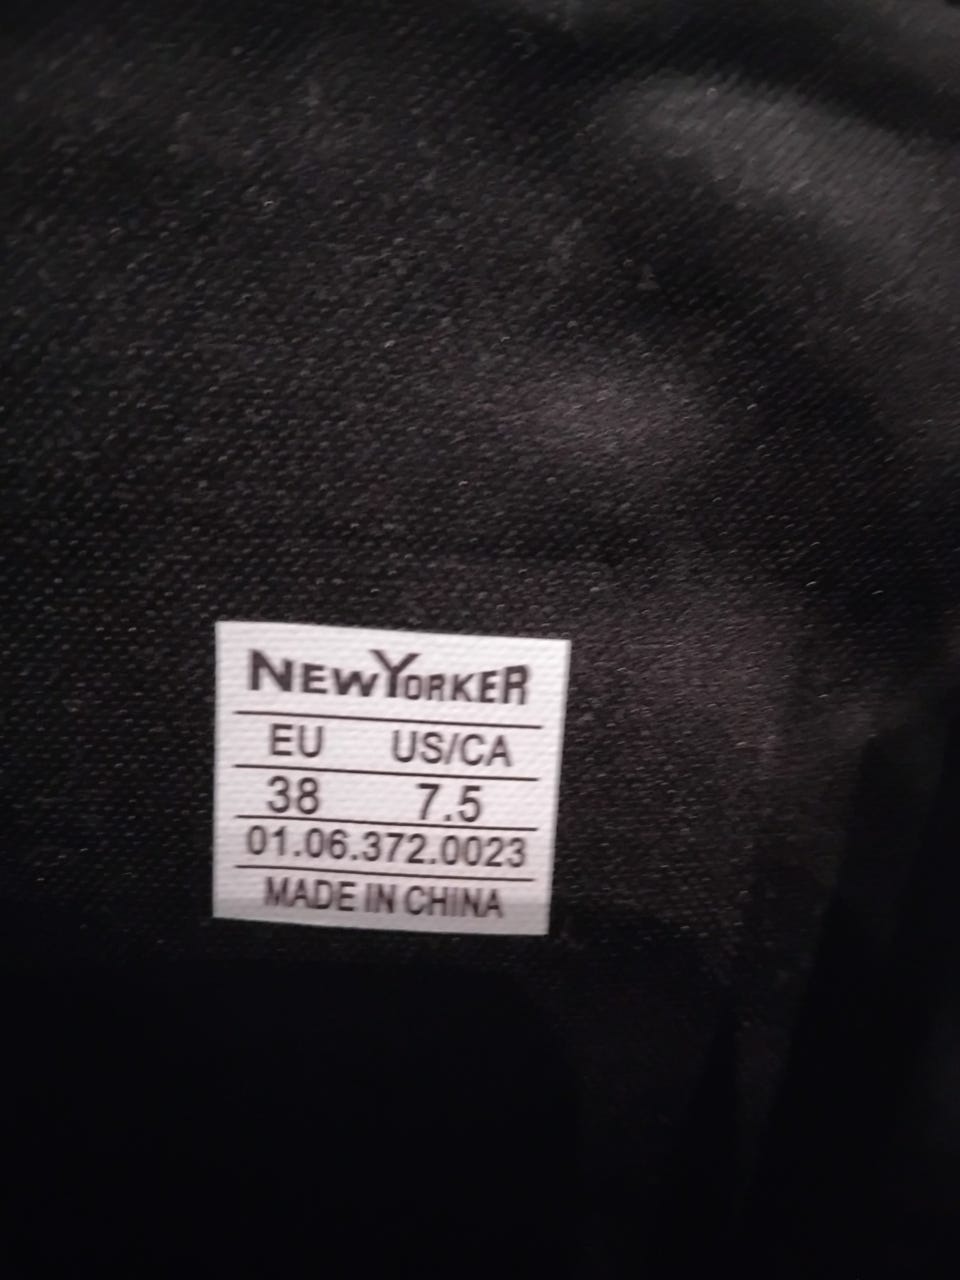 NEWYORKER
EU US/CA
38 7.5
01.06.372.0023
MADE IN CHINA